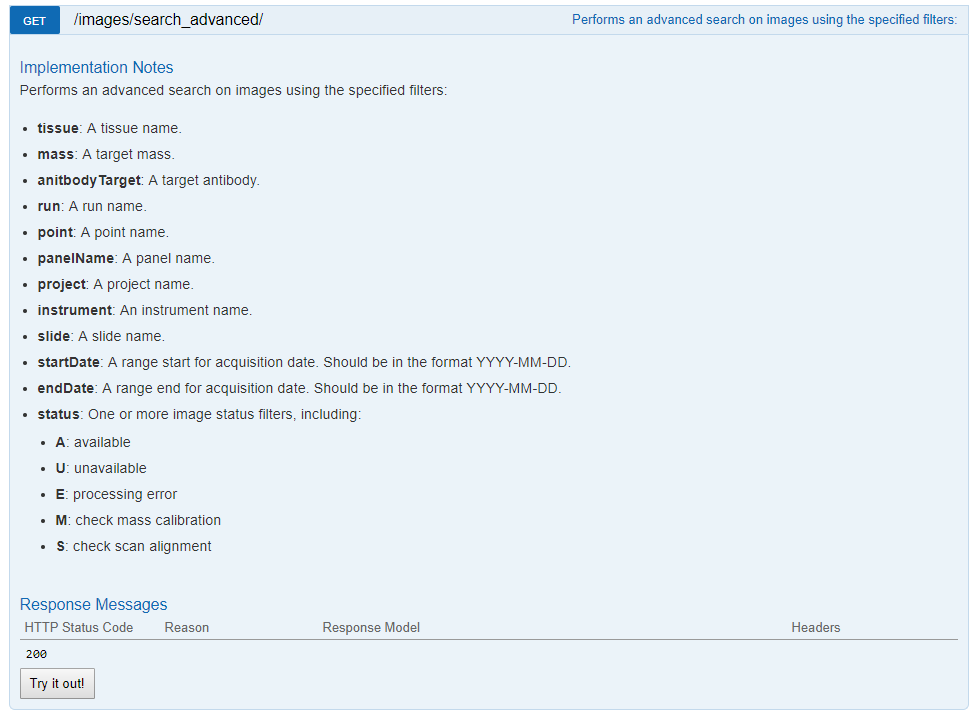 GET /images/search_advanced/ Performs an advanced search on images using the specified filters:
Implementation Notes
Performs an advanced search on images using the specified filters:
• tissue: A tissue name.
• mass: A target mass.
• anitbodyTarget: A target antibody.
• run: A run name.
• point: A point name.
• panelName: A panel name.
• project: A project name.
• instrument: An instrument name.
• slide: A slide name.
• startDate: A range start for acquisition date. Should be in the format YYYY-MM-DD.
• endDate: A range end for acquisition date. Should be in the format YYYY-MM-DD.
• status: One or more image status filters, including:
• A: available
• U: unavailable
• E: processing error
• M: check mass calibration
• S: check scan alignment
Response Messages
HTTP Status Code Reason Response Model Headers
200
Try it out!